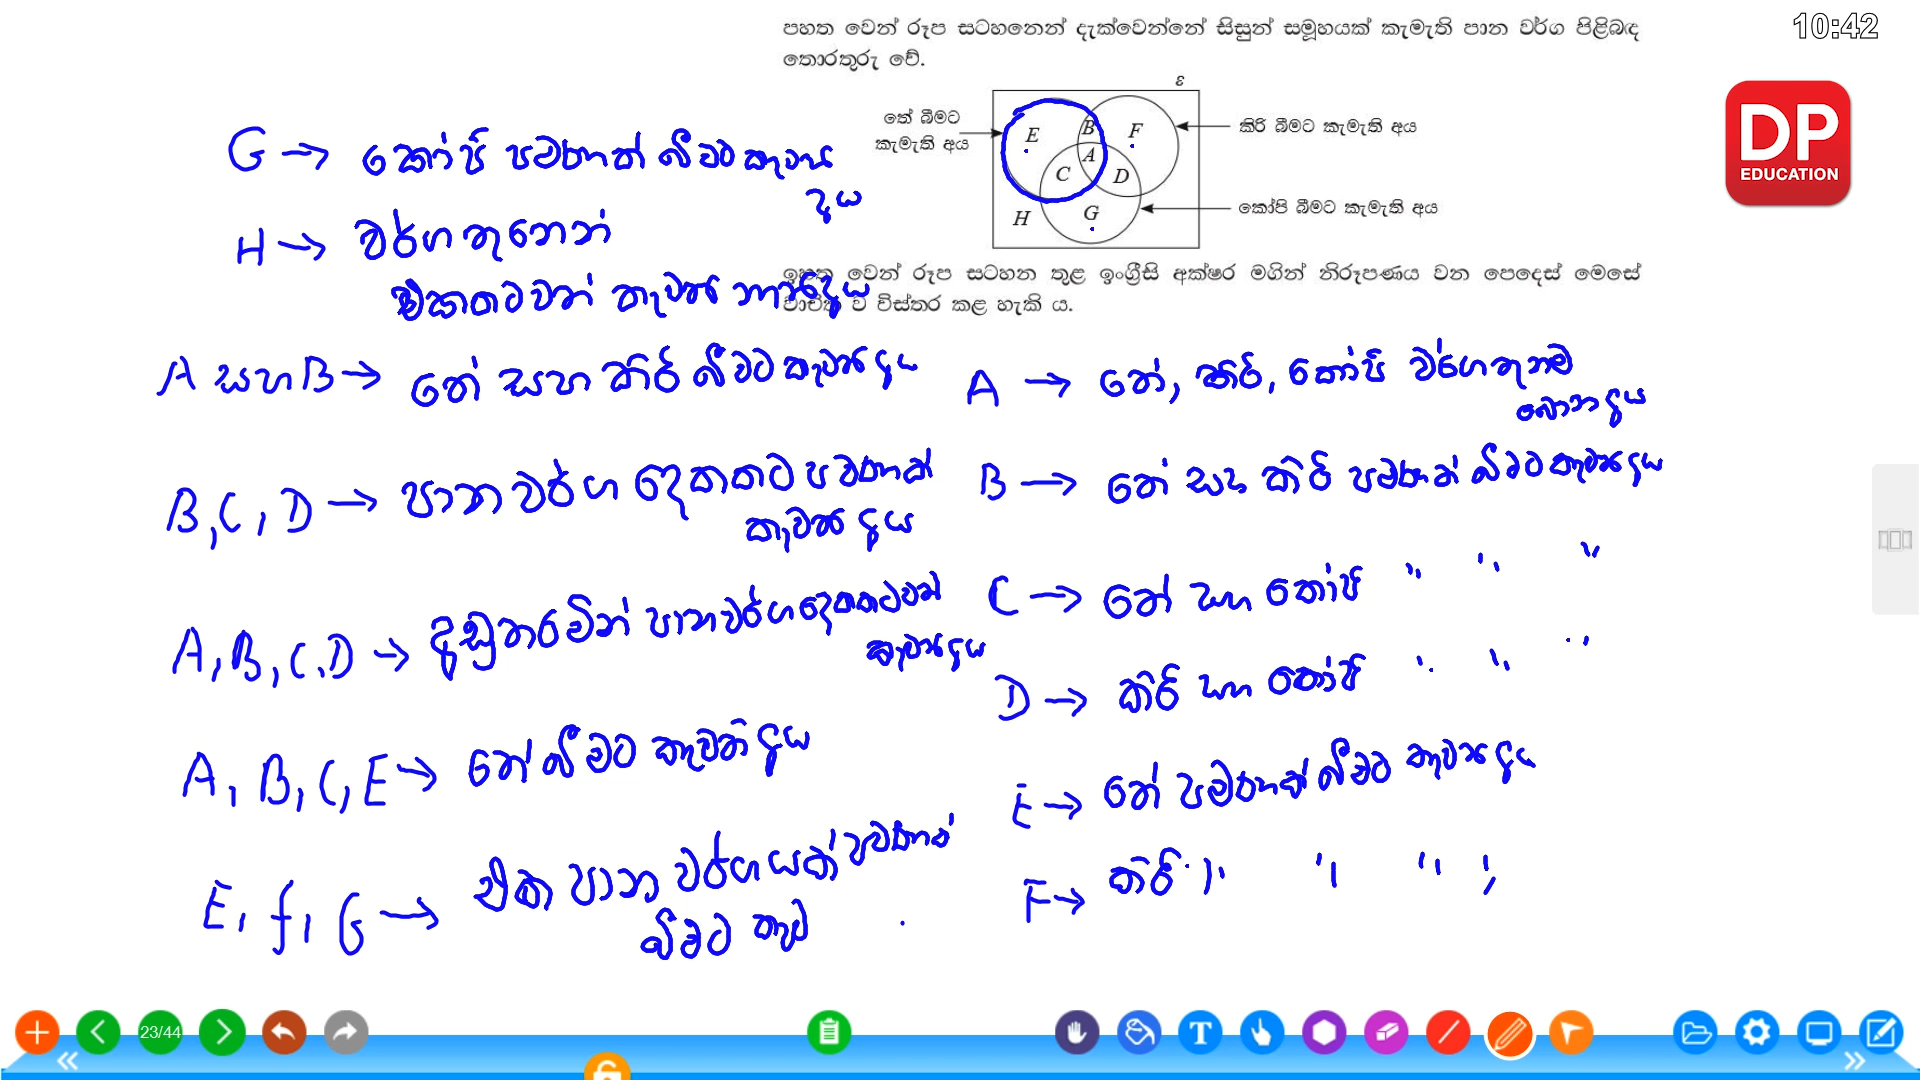 පහත වෙන් රූප සටහනෙන් දැක්වෙන්නේ සිසුන් සමූහයක් කැමැති පාන වර්ග පිළිබඳ
තොරතුරු වේ.
10:42
ε
තේ බීමට
කැමැති අය
E
B
F
A
C
D
G
H
කිරි බීමට කැමැති අය
කෝපි බීමට කැමැති අය
DP
EDUCATION
ඉහත වෙන් රූප සටහන තුළ ඉංග්‍රීසි අක්ෂර මගින් නිරූපණය වන පෙදෙස් මෙසේ
වාචික ව විස්තර කළ හැකි ය.
G → කෝපි පමණක් බීමට කැමති
අය
H → වර්ග තුනෙන්
එකකටවත් කැමති නැති අය
A සහ B → තේ සහ කිරි බීමට කැමති අය
B, C, D → පාන වර්ග දෙකකට පමණක්
කැමති අය
A, B, C, D → අඩුතරමින් පානවර්ග දෙකකටවත්
කැමති අය
A, B, C, E → තේ බීමට කැමති අය
E, F, G → එක පාන වර්ගයක් පමණක්
බීමට කැමති
A → තේ, කිරි, කෝපි වර්ග තුනම
බොන අය
B → තේ සහ කිරි පමණක් බීමට කැමති අය
C → තේ සහ කෝපි " " "
D → කිරි සහ කෝපි " " "
E → තේ පමණක් බීමට කැමති අය
F → කිරි " " " "
23/44